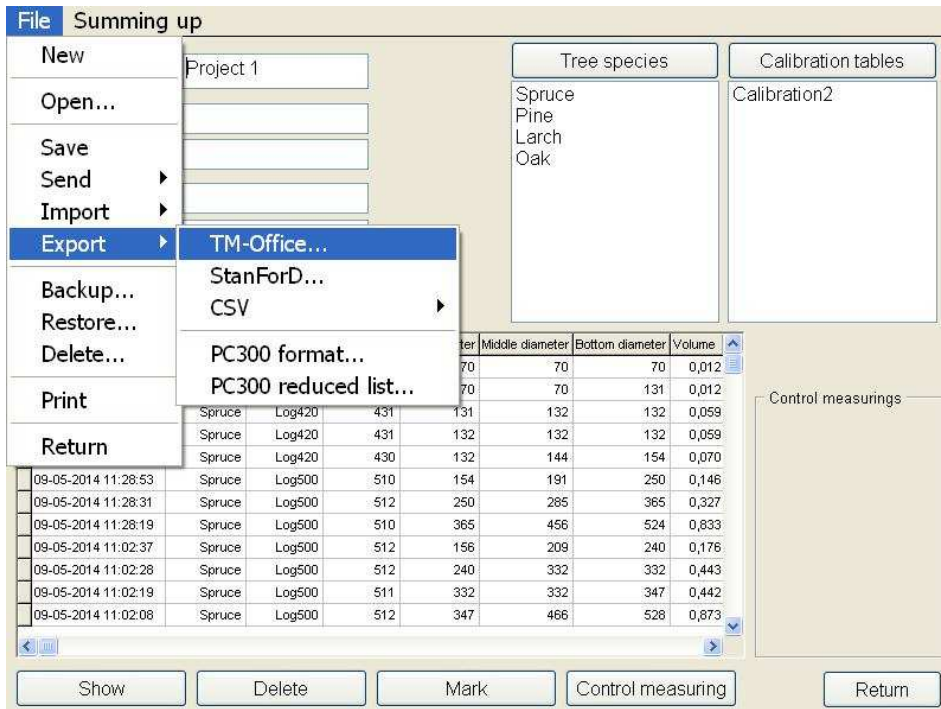 File Summing up
New
Open...
Save
Send
Import
Export
Backup...
Restore...
Delete...
Print
Return
TM-Office...
StanForD...
CSV
PC300 format...
PC300 reduced list...
Project 1
Tree species
Spruce
Pine
Larch
Oak
Calibration tables
Calibration2
ter Middle diameter Bottom diameter Volume
70 70 70 0,012
70 70 131 0,012
Spruce Log420 431 131 132 132 0,059
Spruce Log420 431 132 132 132 0,059
Spruce Log420 430 132 144 154 0,070
09-05-2014 11:28:53 Spruce Log500 510 154 191 250 0,146
09-05-2014 11:28:31 Spruce Log500 512 250 285 365 0,327
09-05-2014 11:28:19 Spruce Log500 510 365 456 524 0,833
09-05-2014 11:02:37 Spruce Log500 512 156 209 240 0,176
09-05-2014 11:02:28 Spruce Log500 512 240 332 332 0,443
09-05-2014 11:02:19 Spruce Log500 511 332 332 347 0,442
09-05-2014 11:02:08 Spruce Log500 512 347 466 528 0,873
Control measurings
Show Delete Mark Control measuring Return